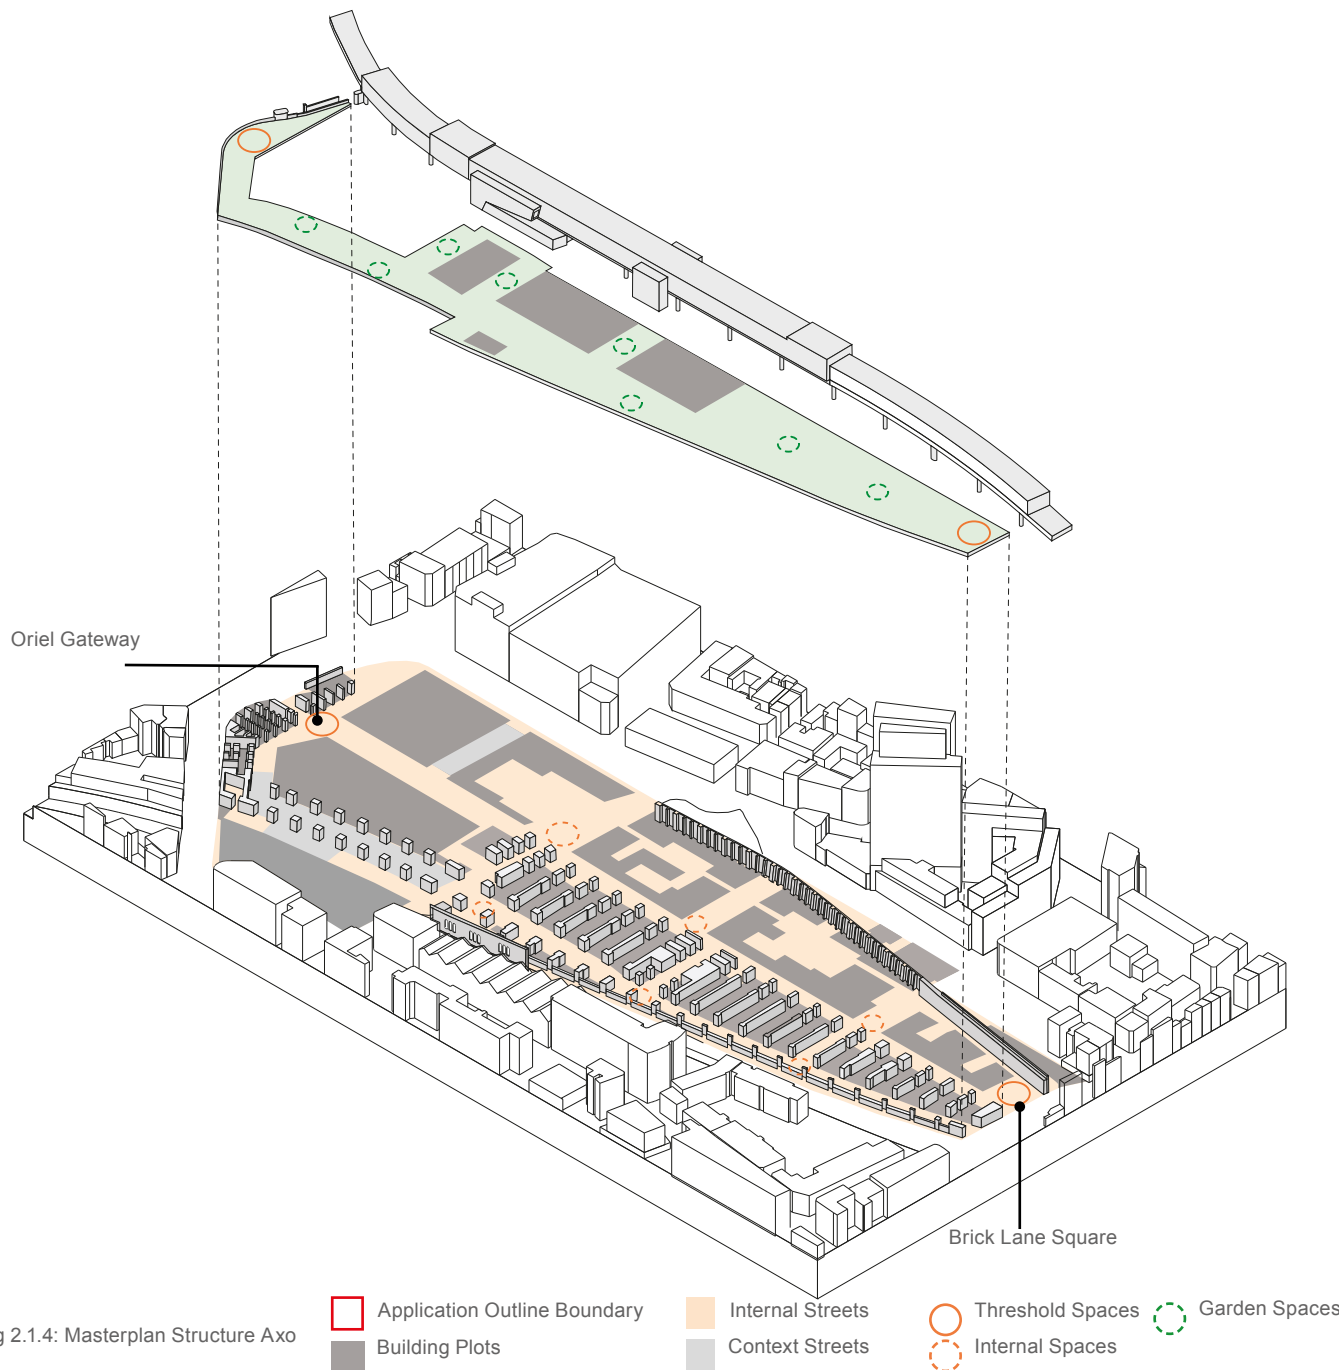 Oriel Gateway
Brick Lane Square
g 2.1.4: Masterplan Structure Axo
Application Outline Boundary
Building Plots
Internal Streets
Context Streets
Threshold Spaces
Internal Spaces
Garden Spaces